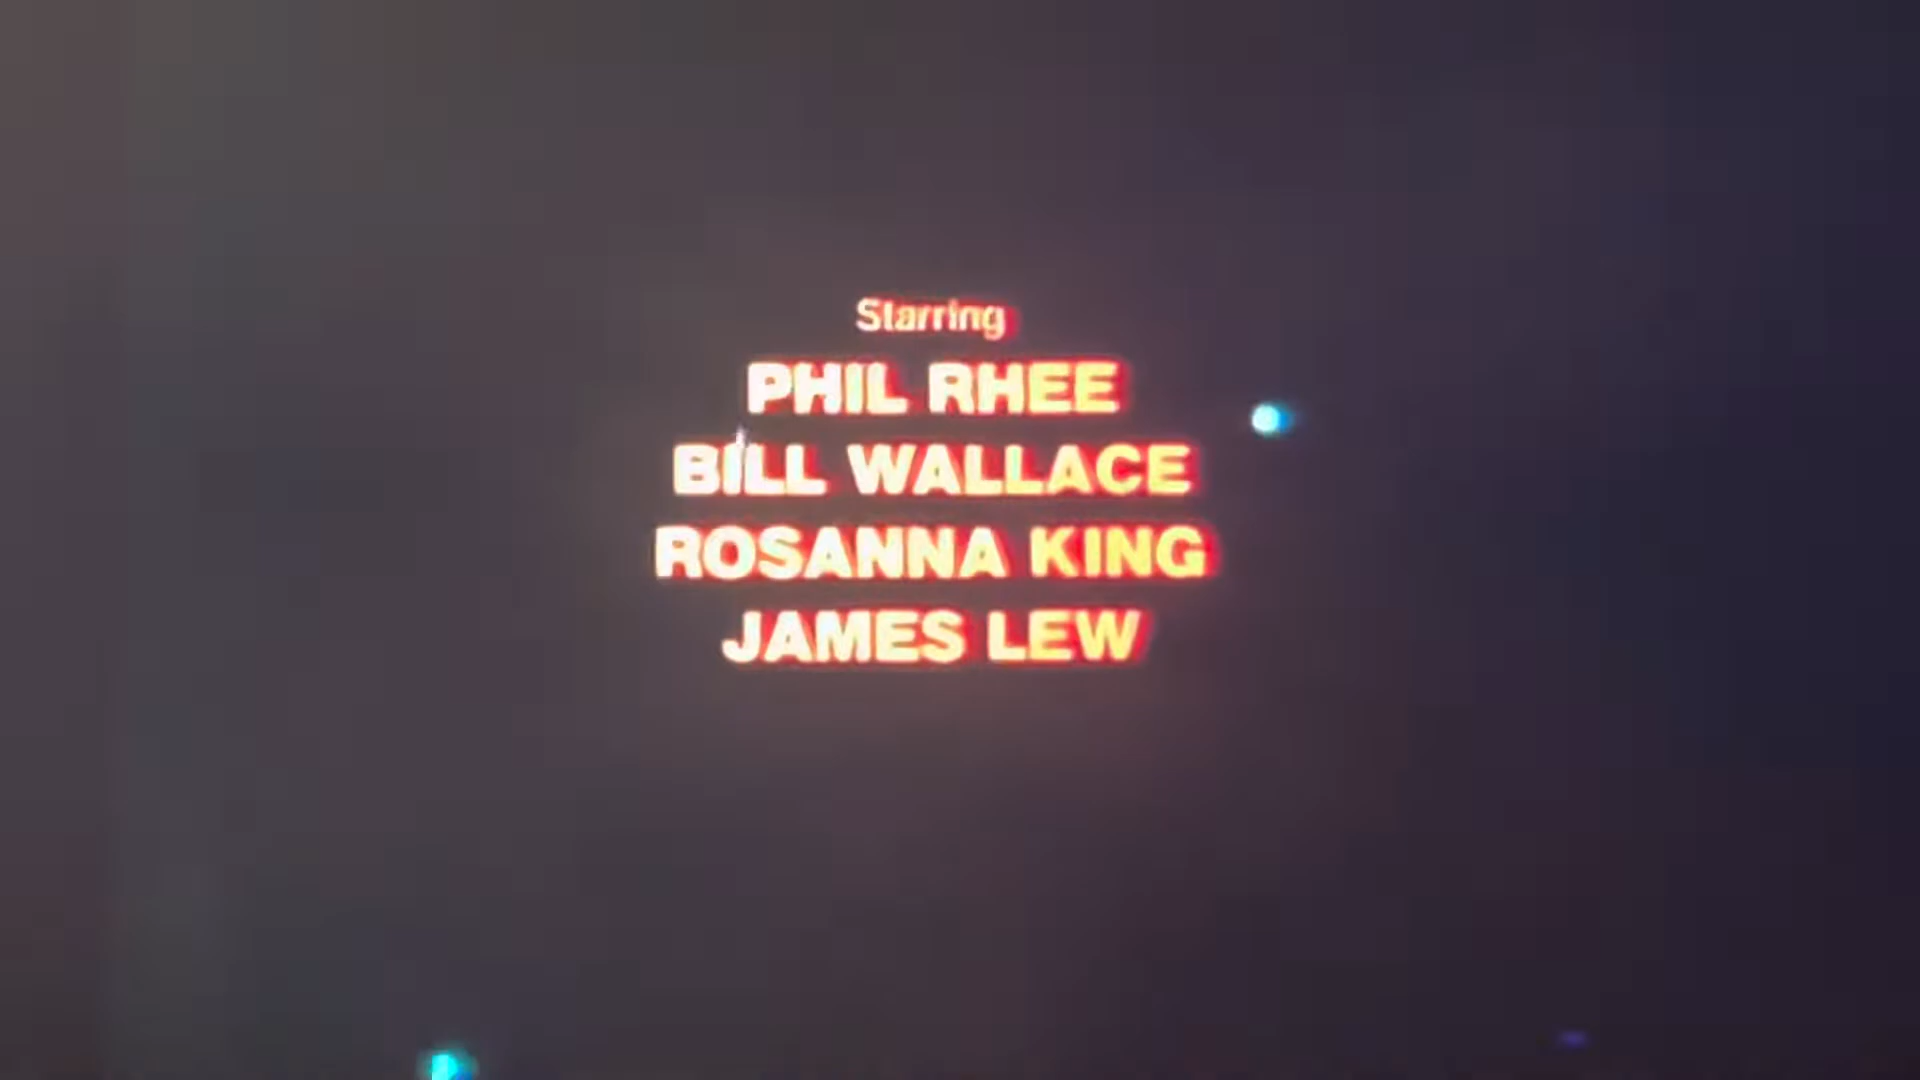 Starring
PHIL RHEE
BILL WALLACE
ROSANNA KING
JAMES LEW